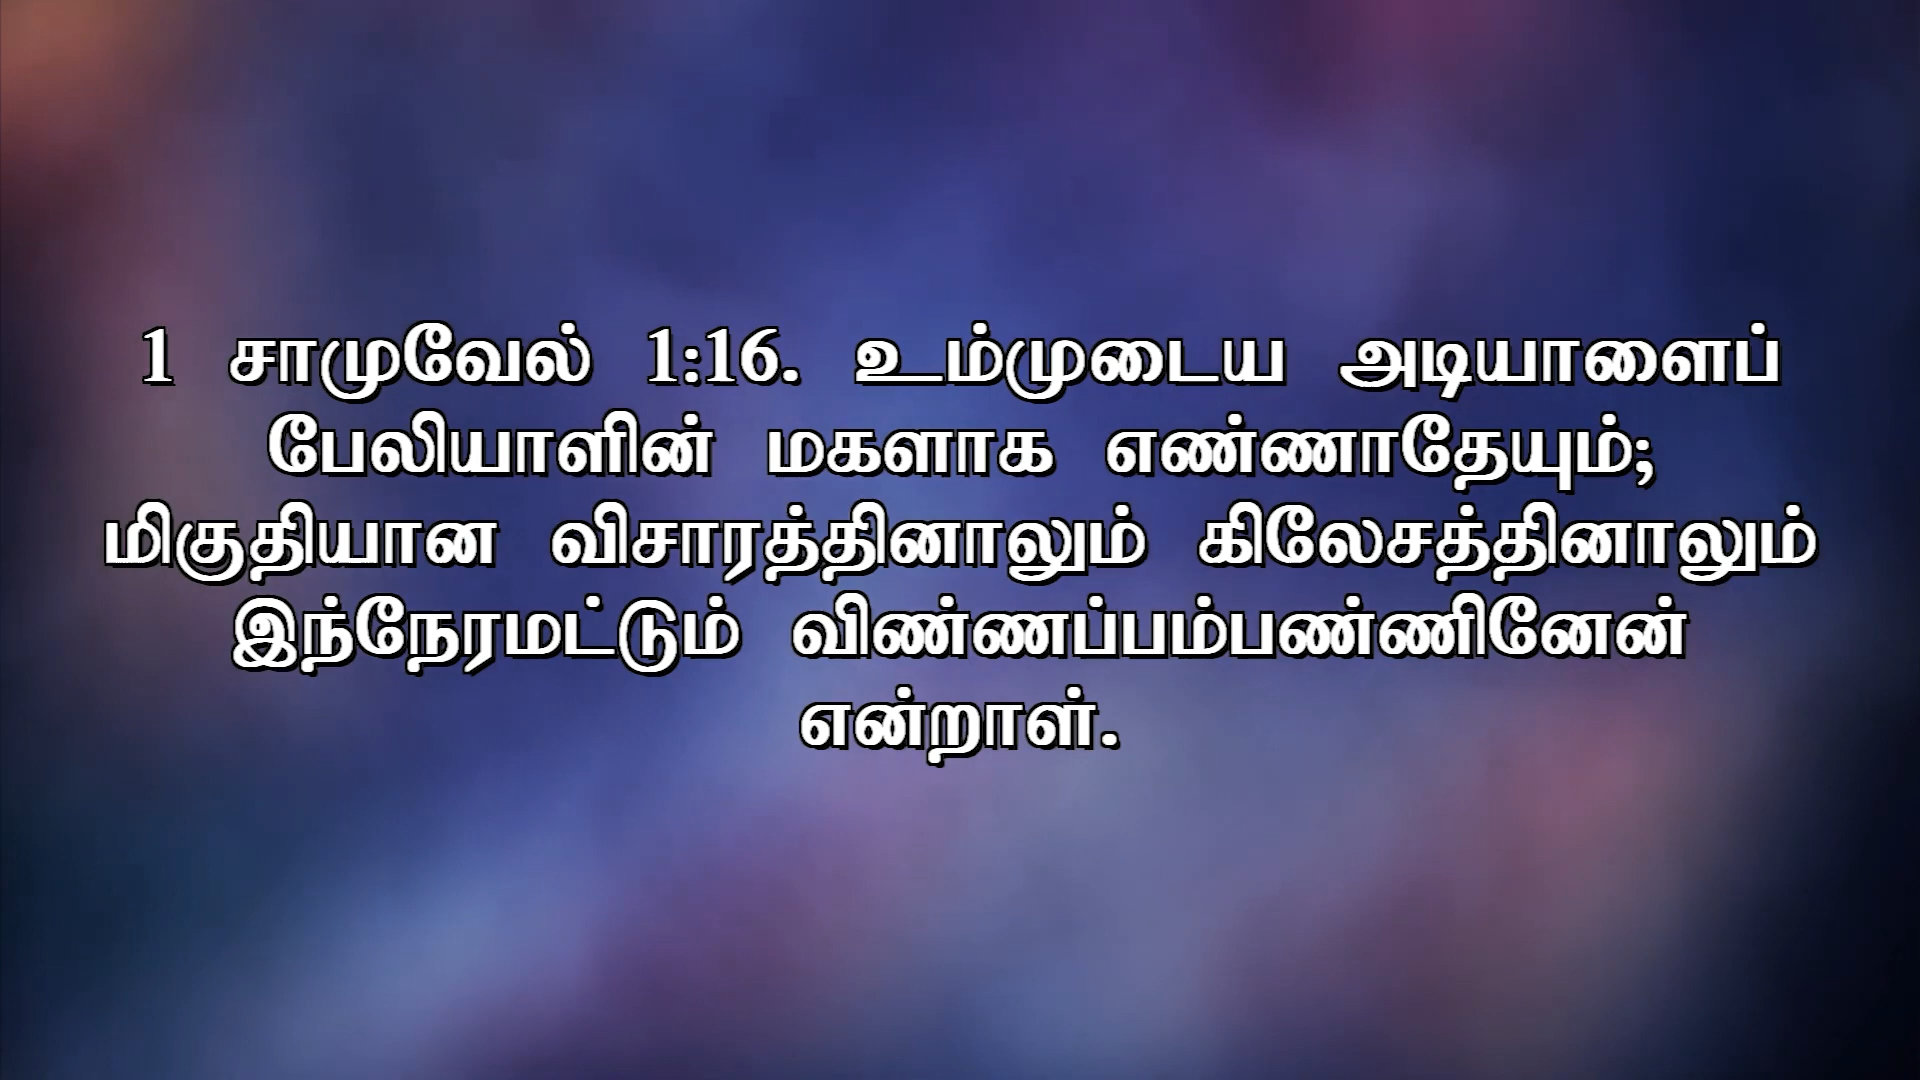 1 சாமுவேல் 1:16. உம்முடைய அடியாளைப்
பேலியாளின் மகளாக எண்ணாதேயும்;
மிகுதியான விசாரத்தினாலும் கிலேசத்தினாலும்
இந்நேரமட்டும் விண்ணப்பம்பண்ணினேன்
என்றாள்.